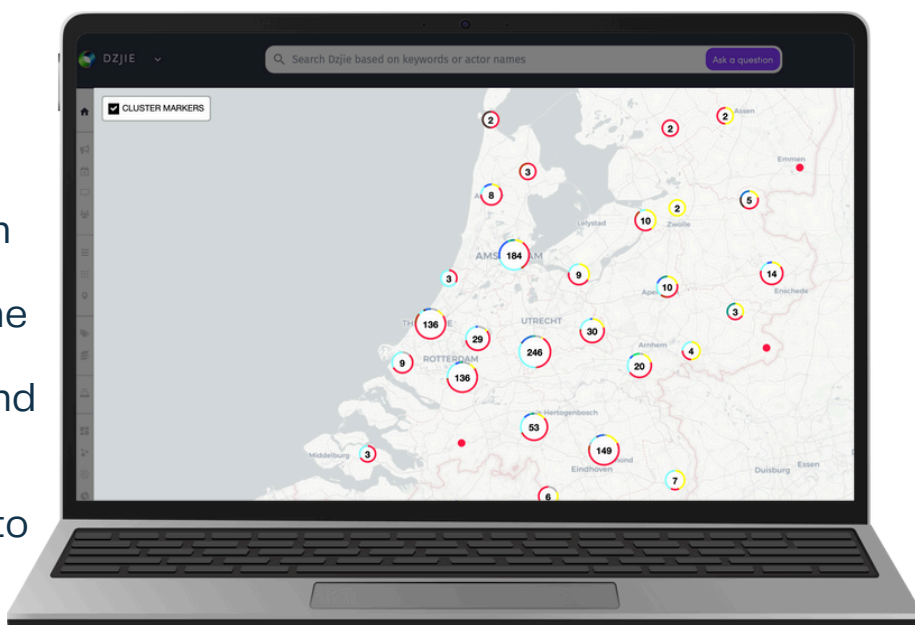 DZJIE
Search Dzjie based on keywords or actor names
Ask a question
CLUSTER MARKERS
2
2
2
Assen
3
Emmen
8
5
2
10
Zwolle
Lelystad
AMS 184 AM
3
9
10
14
Enschede
3
136
UTRECHT
29
30
246
Arnhem
4
ROTTERDAM
9
136
20
-Hertogenbosch
53
149
Eindhoven
ond
Middelburg
3
7
Duisburg
Essen
6
n
ne
nd
to